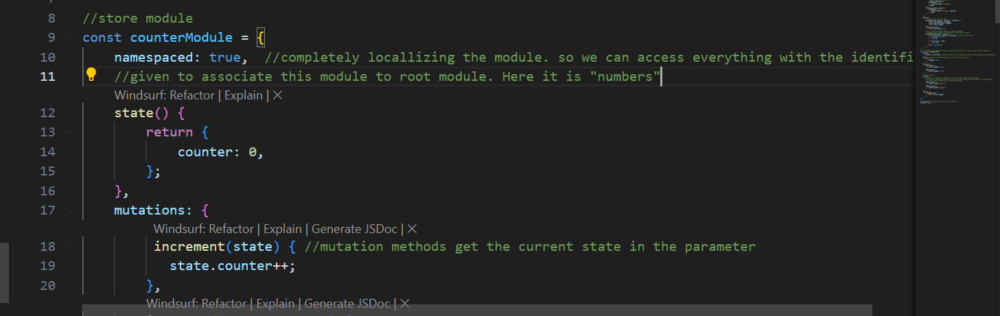 8 //store module
9 const counterModule = {
10 namespaced: true, //completely locallizing the module. so we can access everything with the identifi
11 //given to associate this module to root module. Here it is "numbers"
Windsurf: Refactor | Explain | ×
12 state() {
13 return {
14 counter: 0,
15 };
16 },
17 mutations: {
Windsurf: Refactor | Explain | Generate JSDoc | ×
18 increment(state) { //mutation methods get the current state in the parameter
19 state.counter++;
20 },
Windsurf: Refactor | Explain | Generate JSDoc | ×